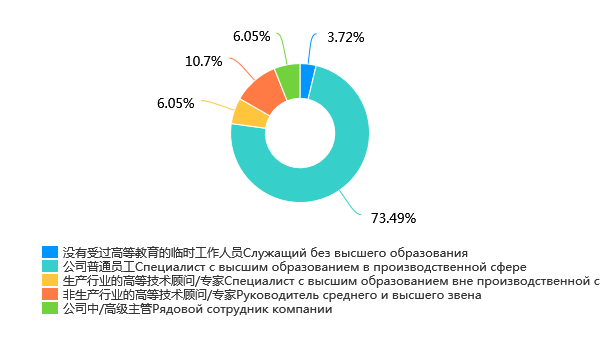 6.05%
3.72%
10.7%
6.05%
73.49%
没有受过高等教育的临时工作人员Служащий без высшего образования
公司普通员工Специалист с высшим образованием в производственной сфере
生产行业的高等技术顾问/专家Специалист с высшим образованием вне производственной с
非生产行业的高等技术顾问/专家Руководитель среднего и высшего звена
公司中/高级主管Рядовой сотрудник компании